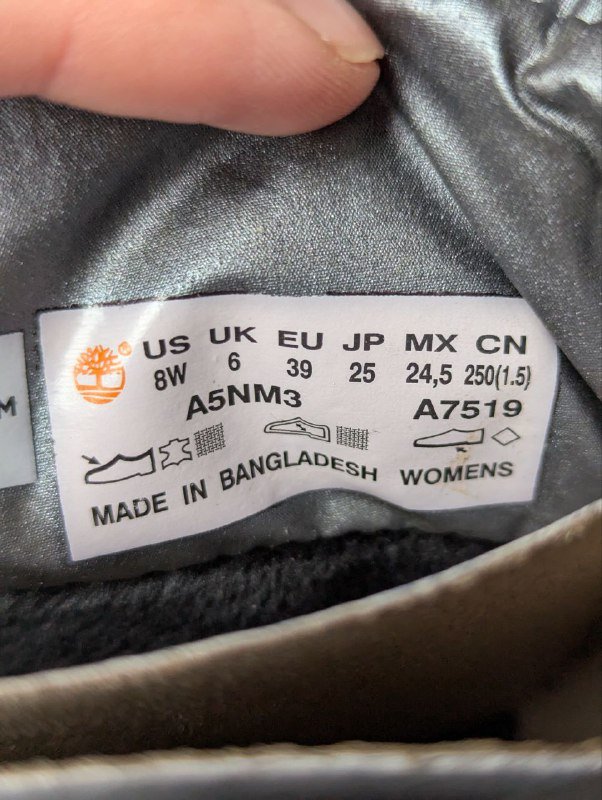 US UK EU JP MX CN
8W 6 39 25 24,5 250(1.5)
A5NM3 A7519
MADE IN BANGLADESH WOMENS
M